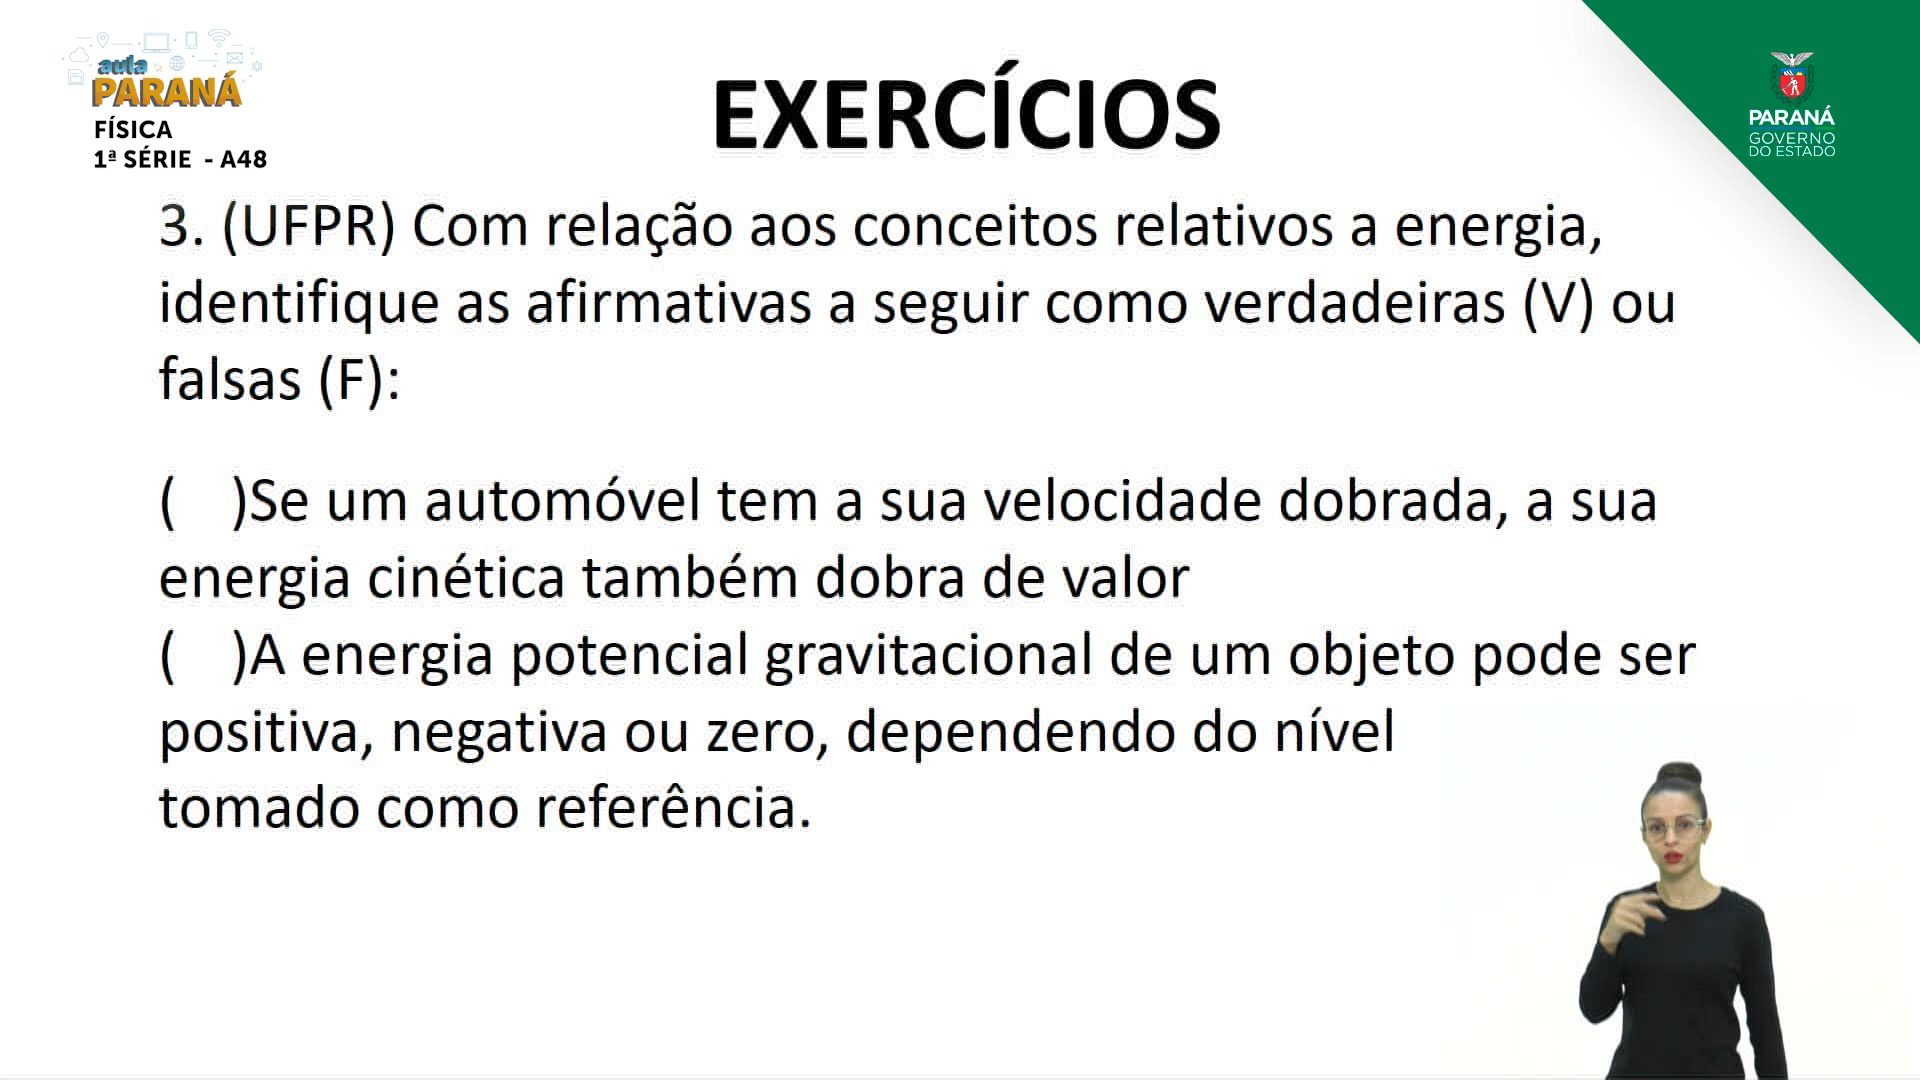 aula
PARANÁ
FÍSICA
1ª SÉRIE - A48
EXERCÍCIOS
PARANÁ
GOVERNO
DO ESTADO
3. (UFPR) Com relação aos conceitos relativos a energia,
identifique as afirmativas a seguir como verdadeiras (V) ou
falsas (F):
( )Se um automóvel tem a sua velocidade dobrada, a sua
energia cinética também dobra de valor
( )A energia potencial gravitacional de um objeto pode ser
positiva, negativa ou zero, dependendo do nível
tomado como referência.